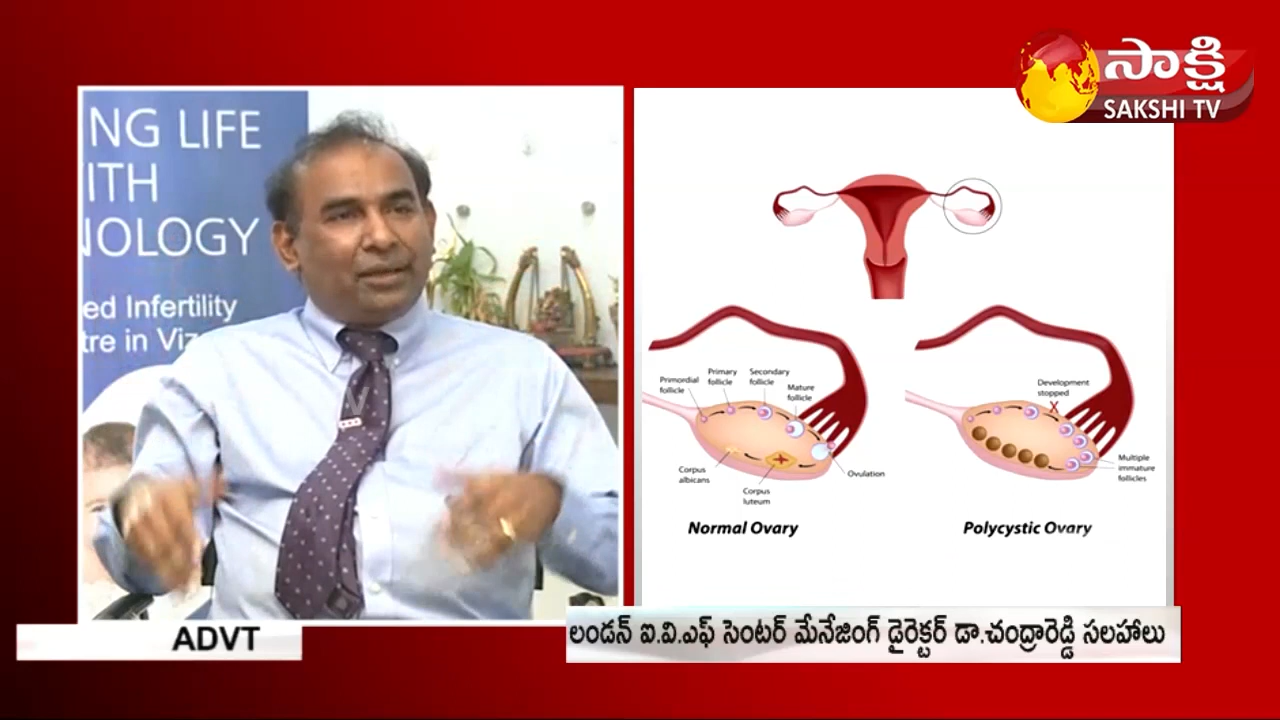 సాక్షి
SAKSHI TV
NG LIFE
ITH
NOLOGY
ed Infertility
tre in
Primordial
follicle
Primary
follicle
Secondary
follicle
Mature
follicle
Corpus
albicans
Corpus
luteum
Ovulation
Normal Ovary
Development
stopped
Multiple
immature
follicles
Polycystic Ovary
ADVT
లండన్ ఐ.వి.ఎఫ్ సెంటర్ మేనేజింగ్ డైరెక్టర్ డా.చంద్రారెడ్డి సలహాలు